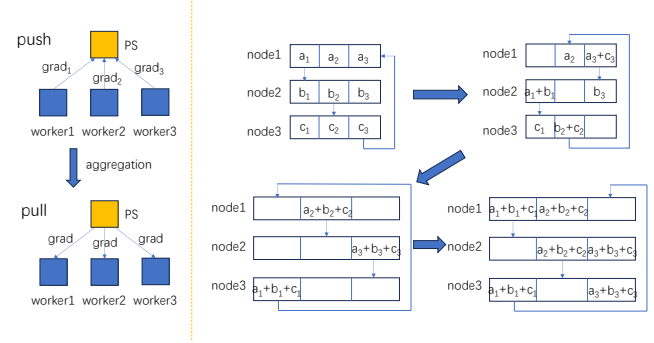 push
PS
grad₁
grad₂
grad₃
worker1 worker2 worker3
aggregation
pull
PS
grad
grad
grad
worker1 worker2 worker3
node1 a₁ a₂ a₃
node2 b₁ b₂ b₃
node3 c₁ c₂ c₃
node1 a₂ a₃+c₃
node2 a₁+b₁ b₃
node3 c₁ b₂+c₂
node1 a₂+b₂+c₂
node2 a₃+b₃+c₃
node3 a₁+b₁+c₁
node1 a₁+b₁+c₁ a₂+b₂+c₂
node2 a₂+b₂+c₂ a₃+b₃+c₃
node3 a₁+b₁+c₁ a₃+b₃+c₃